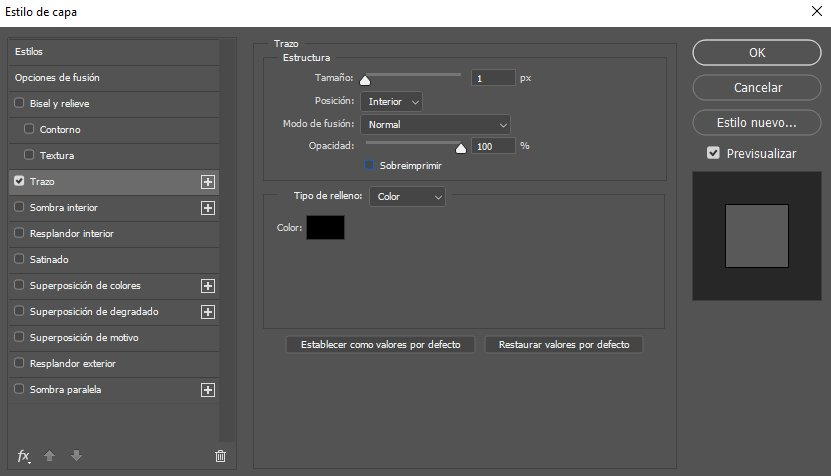 Estilo de capa
Estilos
Opciones de fusión
Bisel y relieve
Contorno
Textura
Trazo
Sombra interior
Resplandor interior
Satinado
Superposición de colores
Superposición de degradado
Superposición de motivo
Resplandor exterior
Sombra paralela
fx
Trazo
Estructura
Tamaño: 1 px
Posición: Interior
Modo de fusión: Normal
Opacidad: 100 %
Sobreimprimir
Tipo de relleno: Color
Color:
Establecer como valores por defecto
Restaurar valores por defecto
OK
Cancelar
Estilo nuevo...
Previsualizar